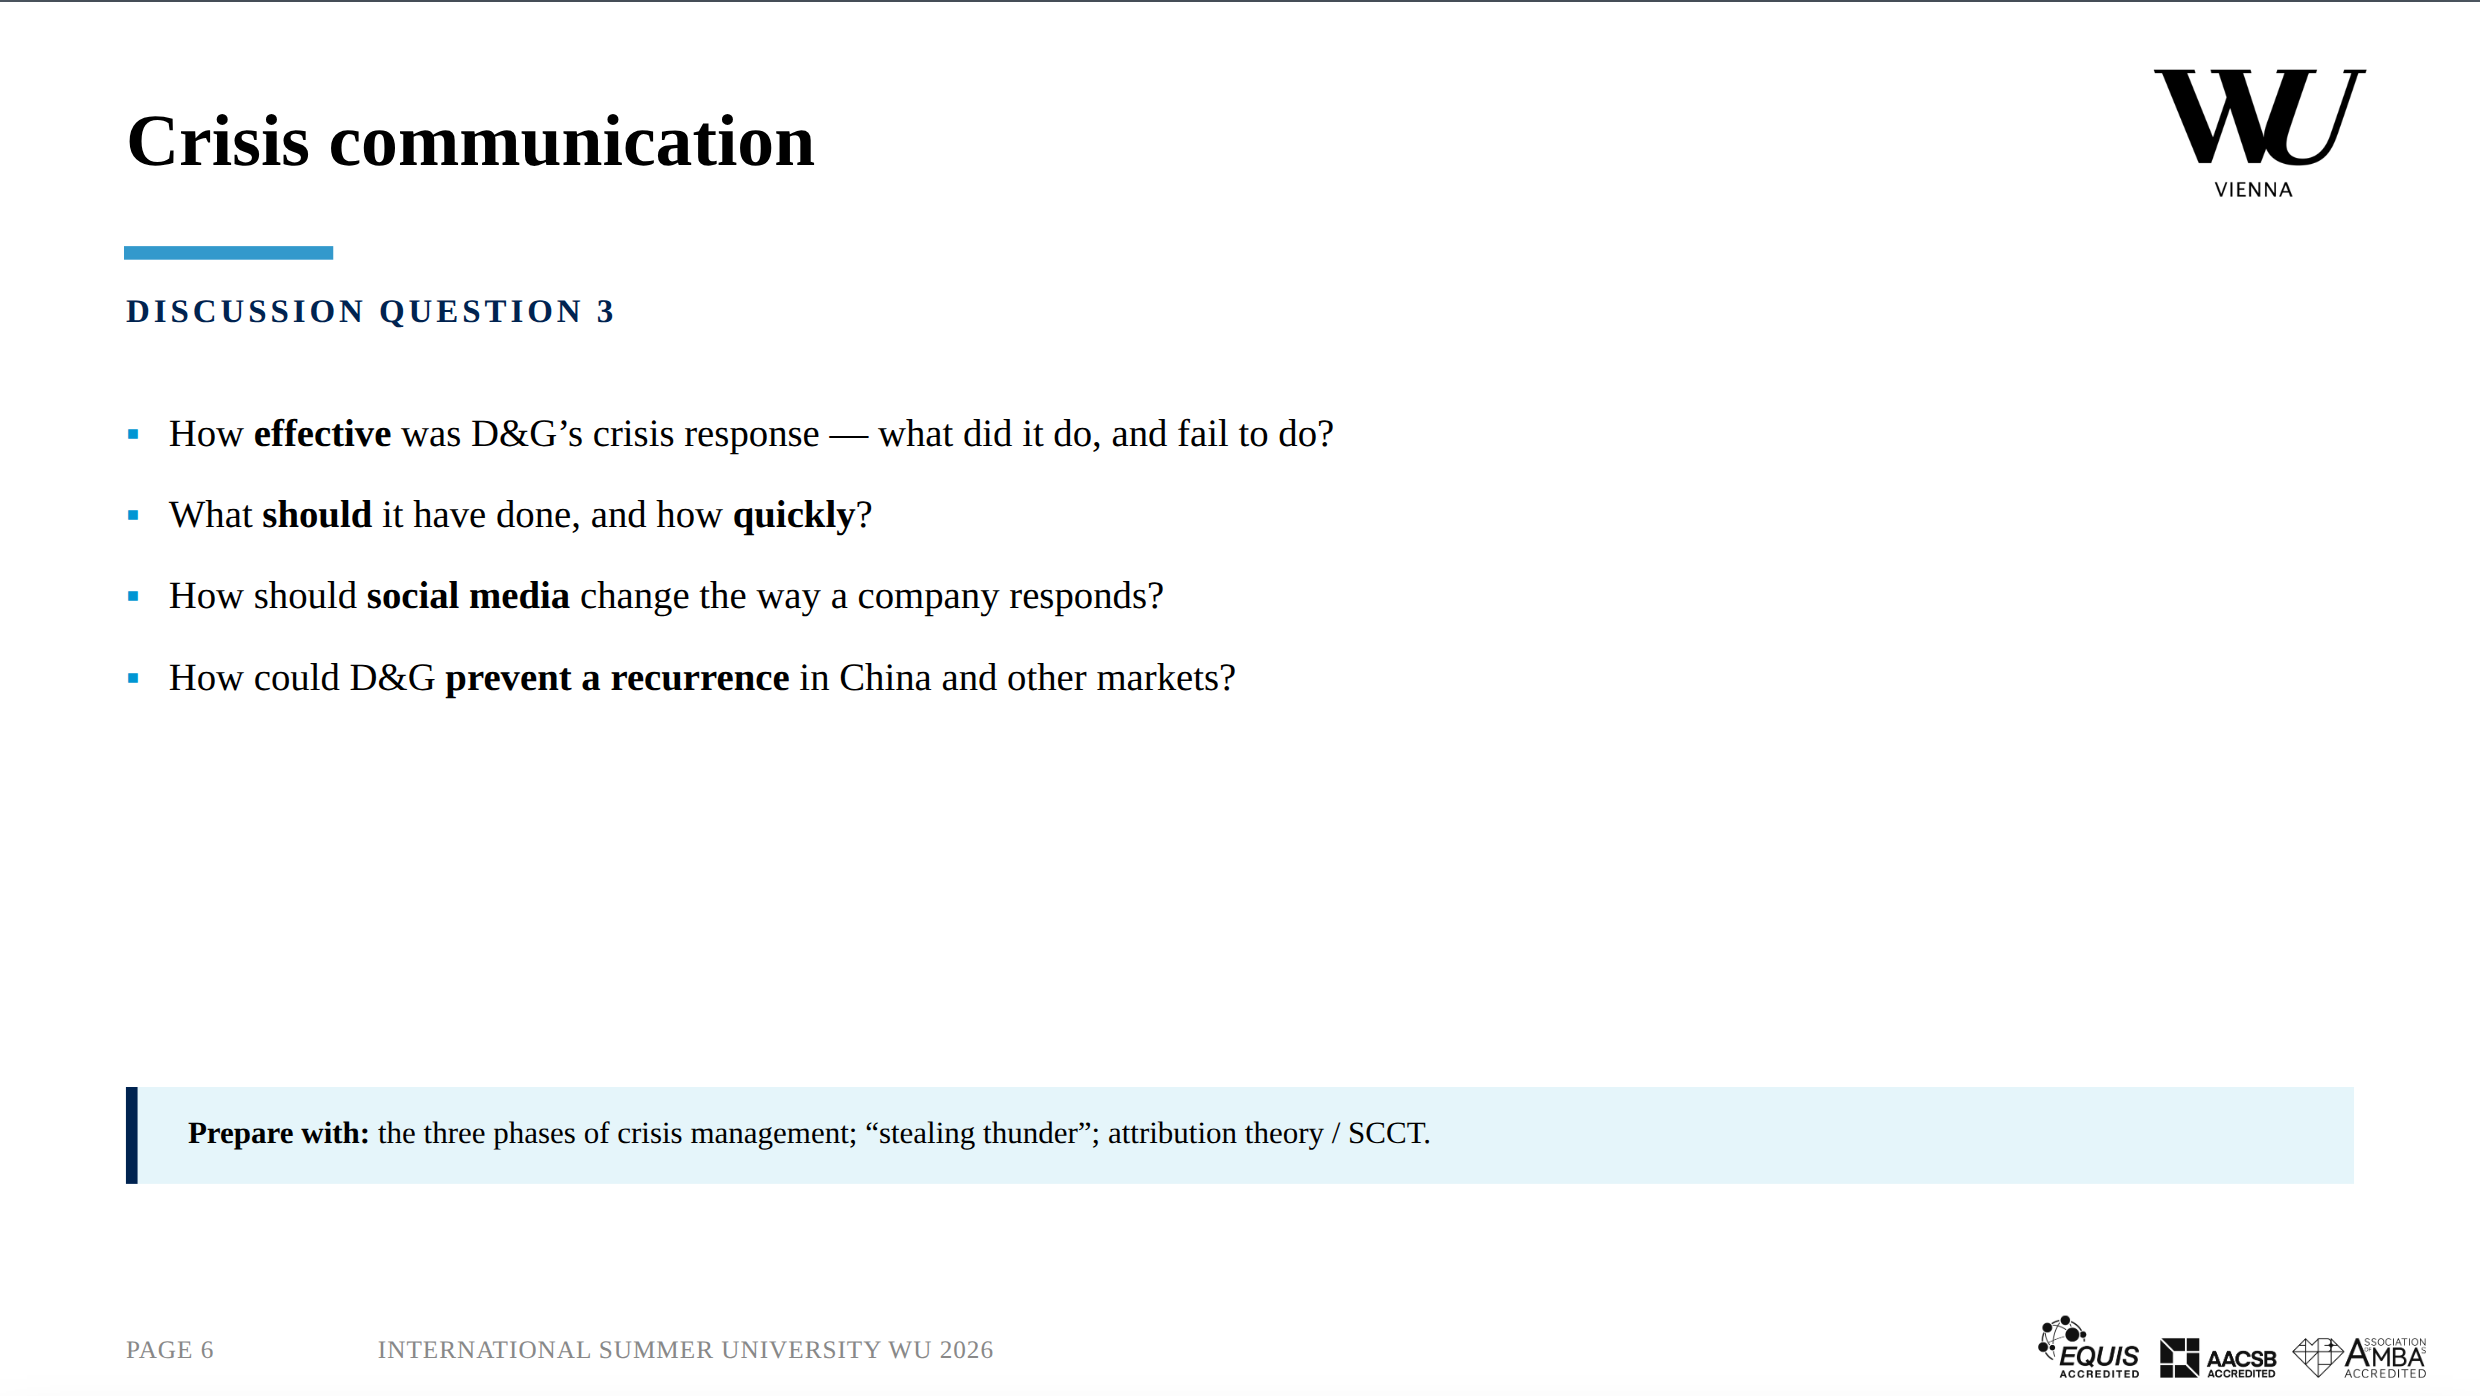 Crisis communication
WU
VIENNA
DISCUSSION QUESTION 3
▪ How effective was D&G’s crisis response — what did it do, and fail to do?
▪ What should it have done, and how quickly?
▪ How should social media change the way a company responds?
▪ How could D&G prevent a recurrence in China and other markets?
Prepare with: the three phases of crisis management; “stealing thunder”; attribution theory / SCCT.
PAGE 6
INTERNATIONAL SUMMER UNIVERSITY WU 2026
EQUIS
ACCREDITED
AACSB
ACCREDITED
ASSOCIATION
OF AMBAS
ACCREDITED